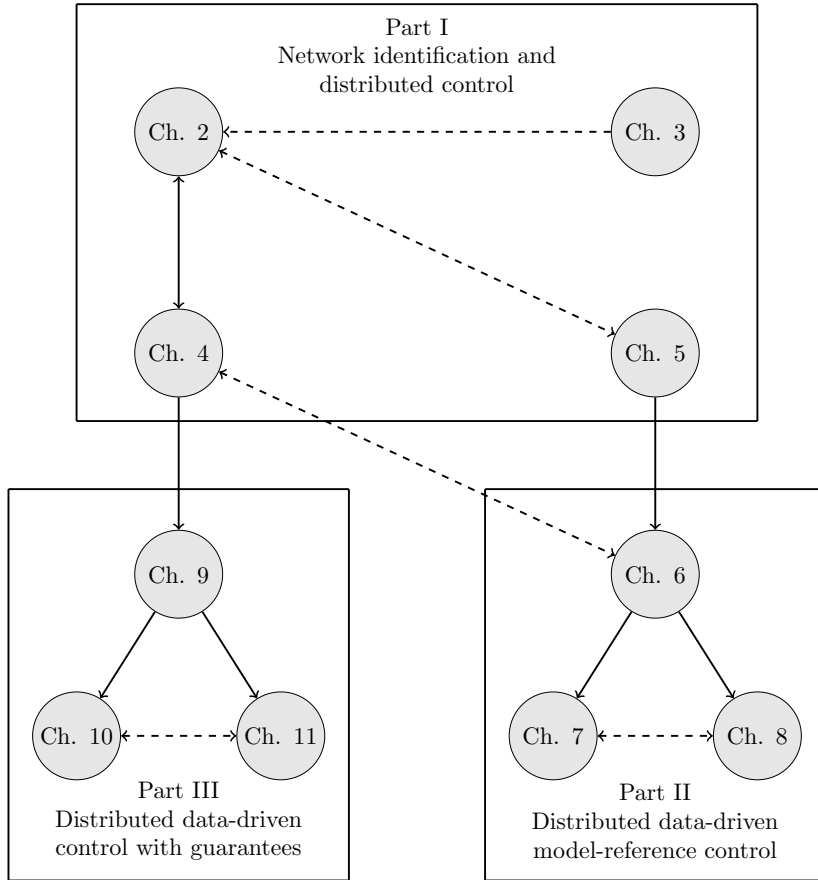 Part I
Network identification and
distributed control
Ch. 2
Ch. 3
Ch. 4
Ch. 5
Ch. 9
Ch. 6
Ch. 10
Ch. 11
Ch. 7
Ch. 8
Part III
Distributed data-driven
control with guarantees
Part II
Distributed data-driven
model-reference control